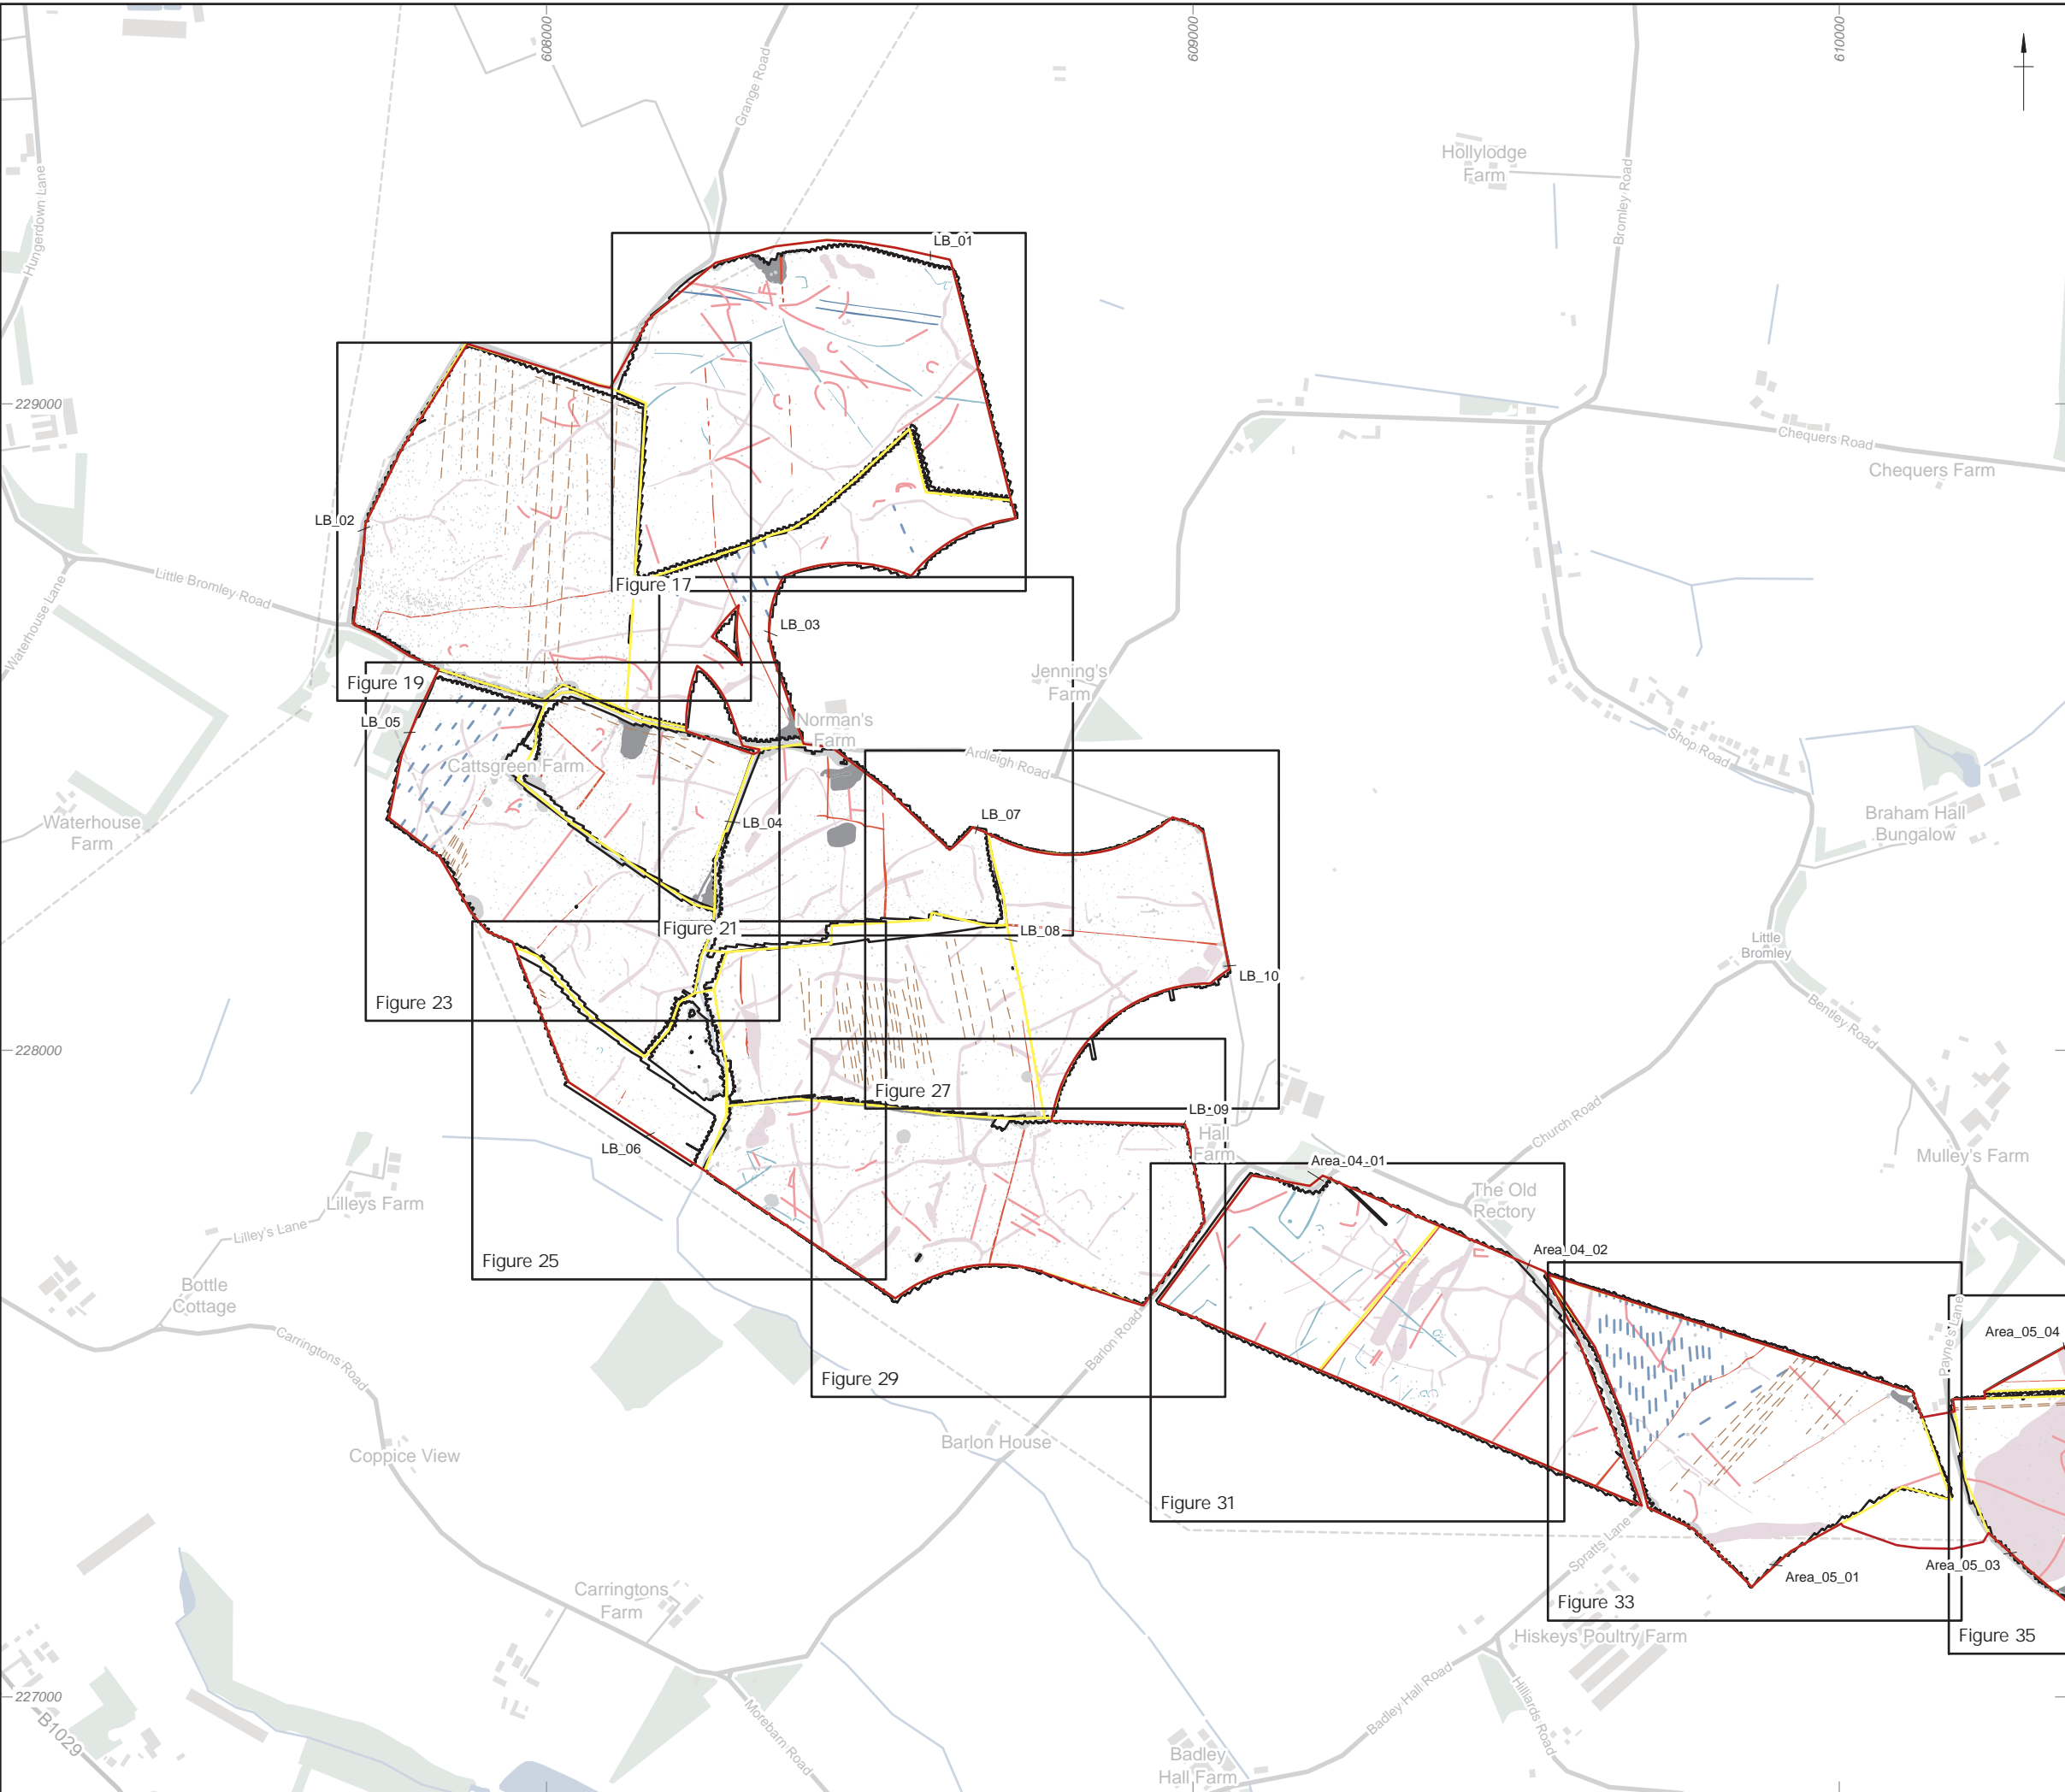 608000
609000
610000
Grange Road
Hungerdown Lane
Hollylodge
Farm
Bromley Road
LB_01
229000
Chequers Road
Chequers Farm
LB_02
Little Bromley Road
Waterhouse Lane
Figure 17
LB_03
Jenning's
Farm
Figure 19
LB_05
Norman's
Farm
Cattsgreen Farm
Ardleigh Road
Shop Road
Waterhouse
Farm
LB_04
LB_07
Braham Hall
Bungalow
Figure 21
LB_08
Little
Bromley
LB_10
Figure 23
Bentley Road
228000
Figure 27
LB_09
Church Road
Hall
Farm
LB_06
Area_04_01
Mulley's Farm
Lilleys Farm
The Old
Rectory
Lilley's Lane
Area_04_02
Figure 25
Bottle
Cottage
Carringtons Road
Barlon Road
Payne's Lane
Area_05_04
Figure 29
Coppice View
Barlon House
Figure 31
Spratts Lane
Area_05_03
Area_05_01
Carringtons
Farm
Figure 33
Hiskeys Poultry Farm
Figure 35
227000
B1029
Morebarn Road
Badley Hall Road
Hilliards Road
Badley
Hall Farm